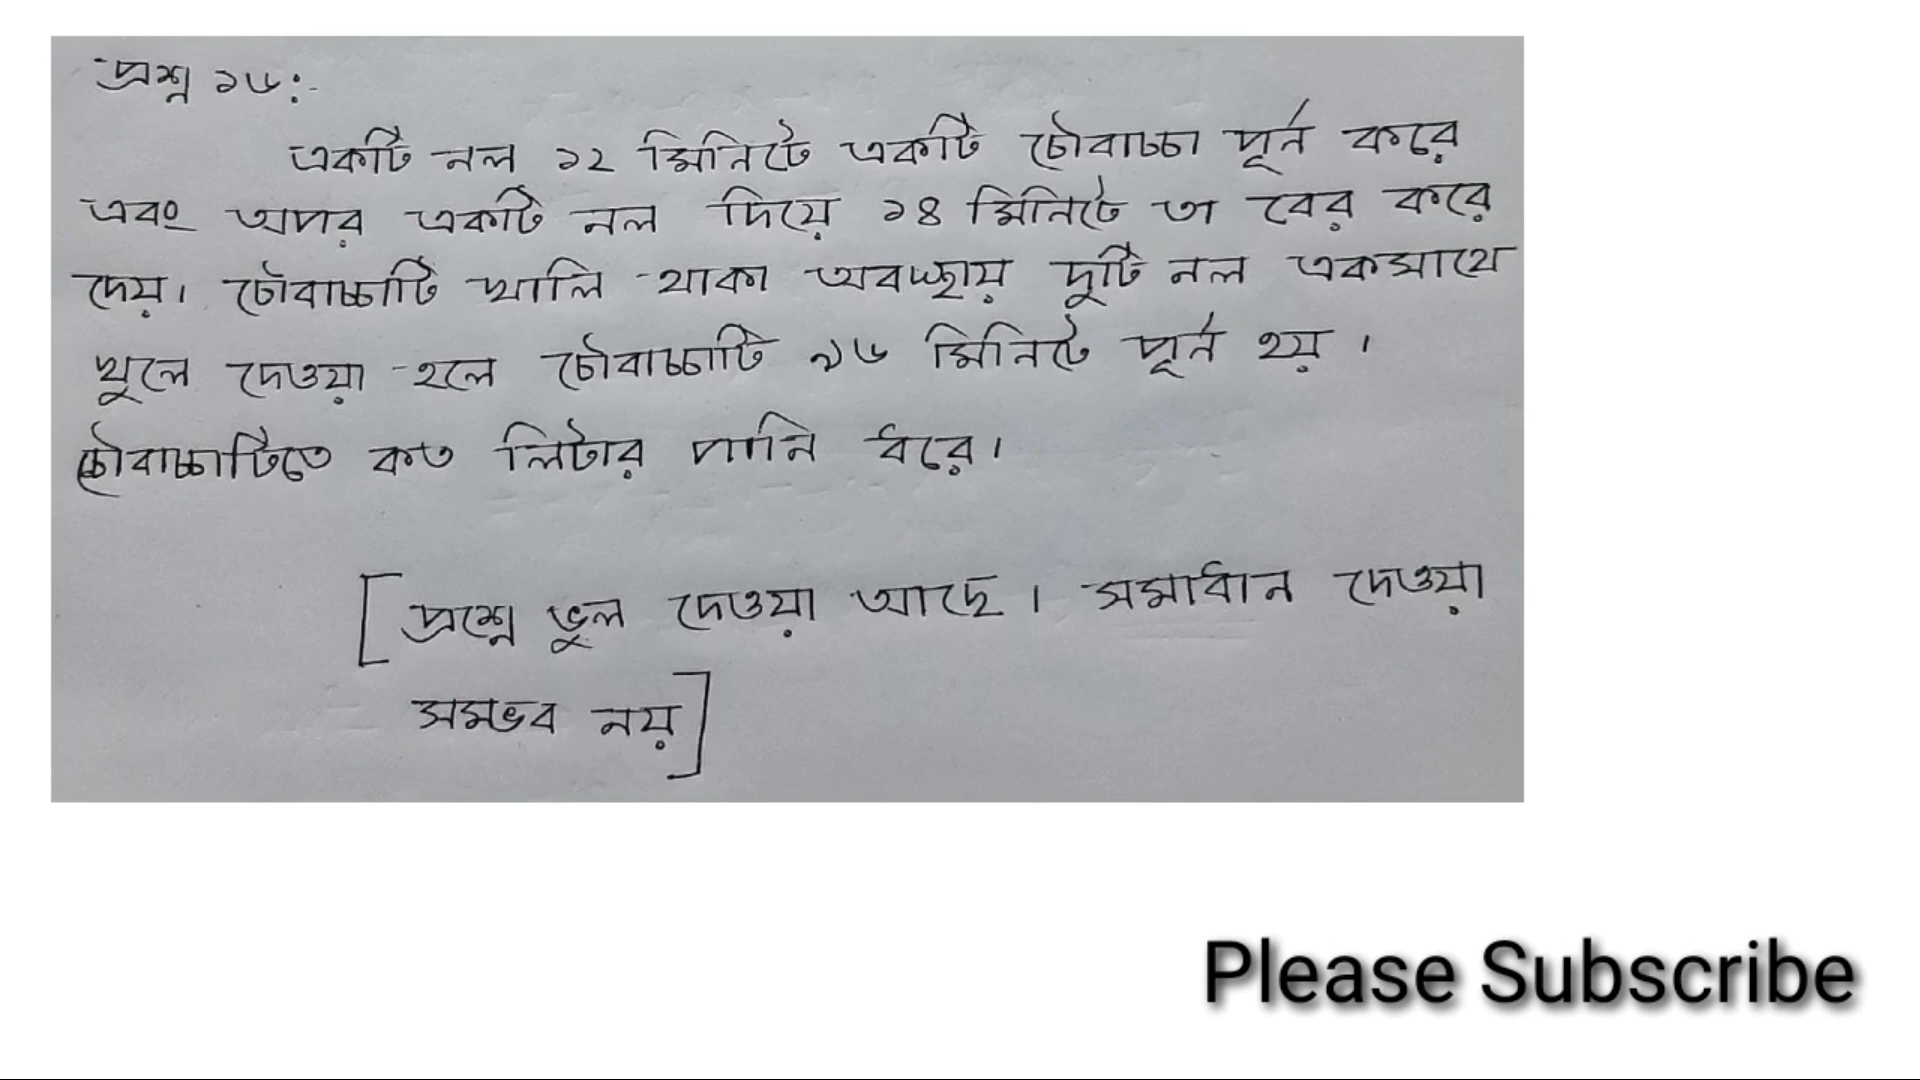 প্রশ্ন ১৬:-
একটি নল ১২ মিনিটে একটি চৌবাচ্চা পূর্ন করে
এবং অপর একটি নল দিয়ে ১৪ মিনিটে তা বের করে
দেয়। চৌবাচ্চাটি খালি থাকা অবস্থায় দুটি নল একসাথে
খুলে দেওয়া হলে চৌবাচ্চাটি ৯৬ মিনিটে পূর্ন হয়।
চৌবাচ্চাটিতে কত লিটার পানি ধরে।
[প্রশ্নে ভুল দেওয়া আছে। সমাধান দেওয়া
সম্ভব নয়]
Please Subscribe